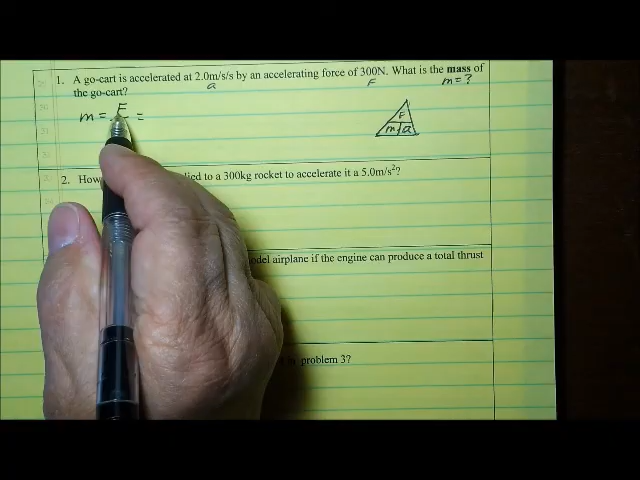 1. A go-cart is accelerated at 2.0m/s/s by an accelerating force of 300N. What is the mass of
a F m = ?
the go-cart?
m = F =
F
m a
2. How lied to a 300kg rocket to accelerate it a 5.0m/s²?
odel airplane if the engine can produce a total thrust
problem 3?